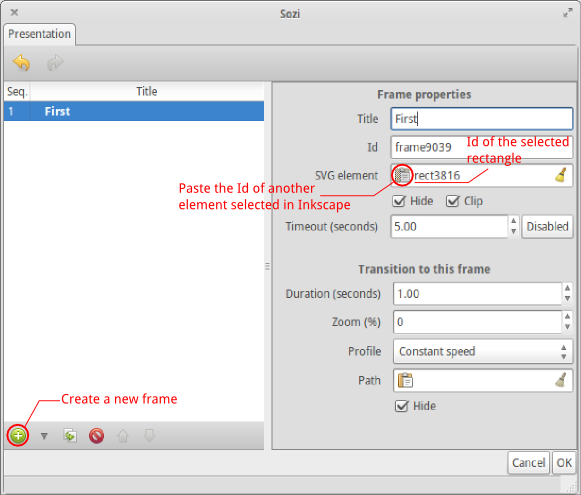 Sozi
Presentation
Seq. Title
1 First
Frame properties
Title First
Id frame9039
Id of the selected
rectangle
SVG element rect3816
Paste the Id of another
element selected in Inkscape
Hide Clip
Timeout (seconds) 5.00 Disabled
Transition to this frame
Duration (seconds) 1.00
Zoom (%) 0
Profile Constant speed
Path
Hide
Create a new frame
Cancel OK